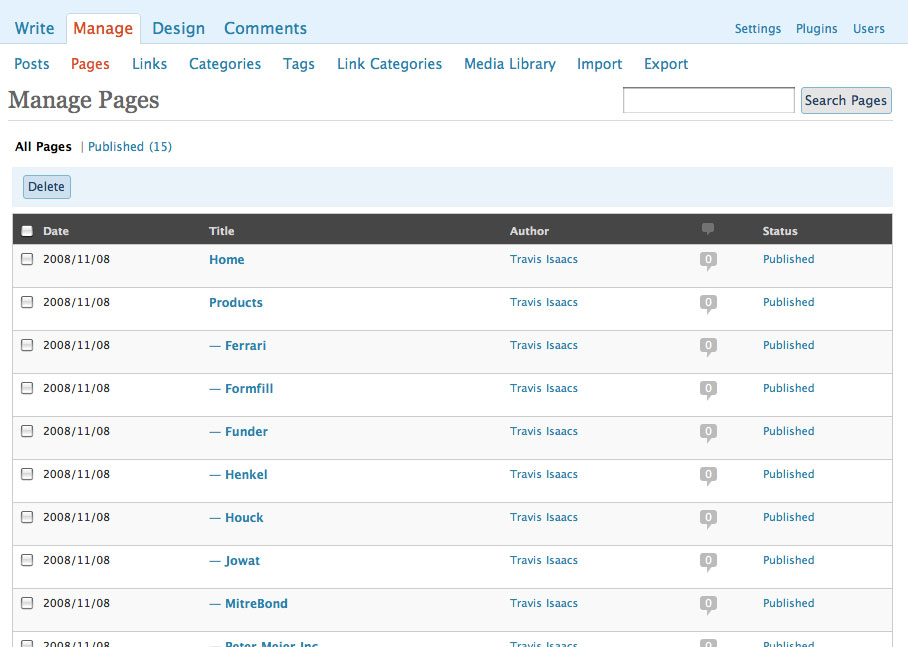 Write Manage Design Comments Settings Plugins Users
Posts Pages Links Categories Tags Link Categories Media Library Import Export
Manage Pages Search Pages
All Pages | Published (15)
Delete
Date Title Author Status
2008/11/08 Home Travis Isaacs 0 Published
2008/11/08 Products Travis Isaacs 0 Published
2008/11/08 — Ferrari Travis Isaacs 0 Published
2008/11/08 — Formfill Travis Isaacs 0 Published
2008/11/08 — Funder Travis Isaacs 0 Published
2008/11/08 — Henkel Travis Isaacs 0 Published
2008/11/08 — Houck Travis Isaacs 0 Published
2008/11/08 — Jowat Travis Isaacs 0 Published
2008/11/08 — MitreBond Travis Isaacs 0 Published
2008/11/08 — Peter Meier Inc Travis Isaacs 0 Published